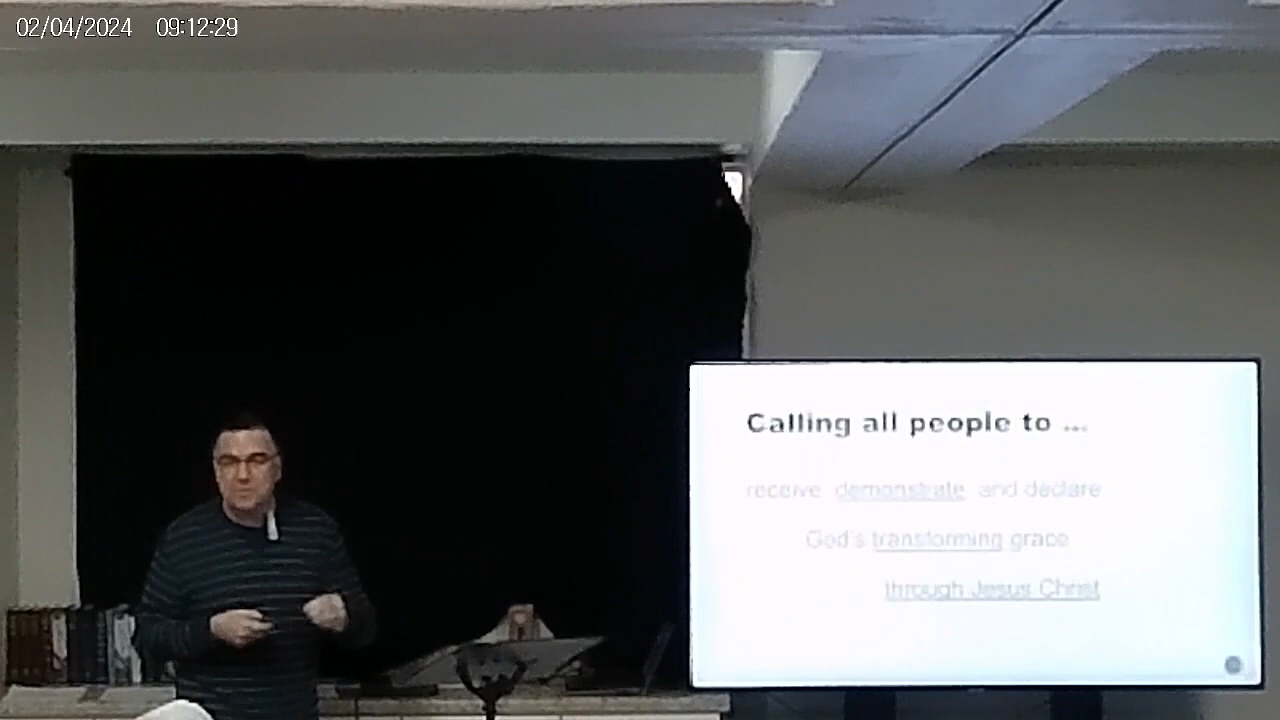 02/04/2024 09:12:29
Calling all people to ...
receive demonstrate and declare
God's transforming grace
through Jesus Christ